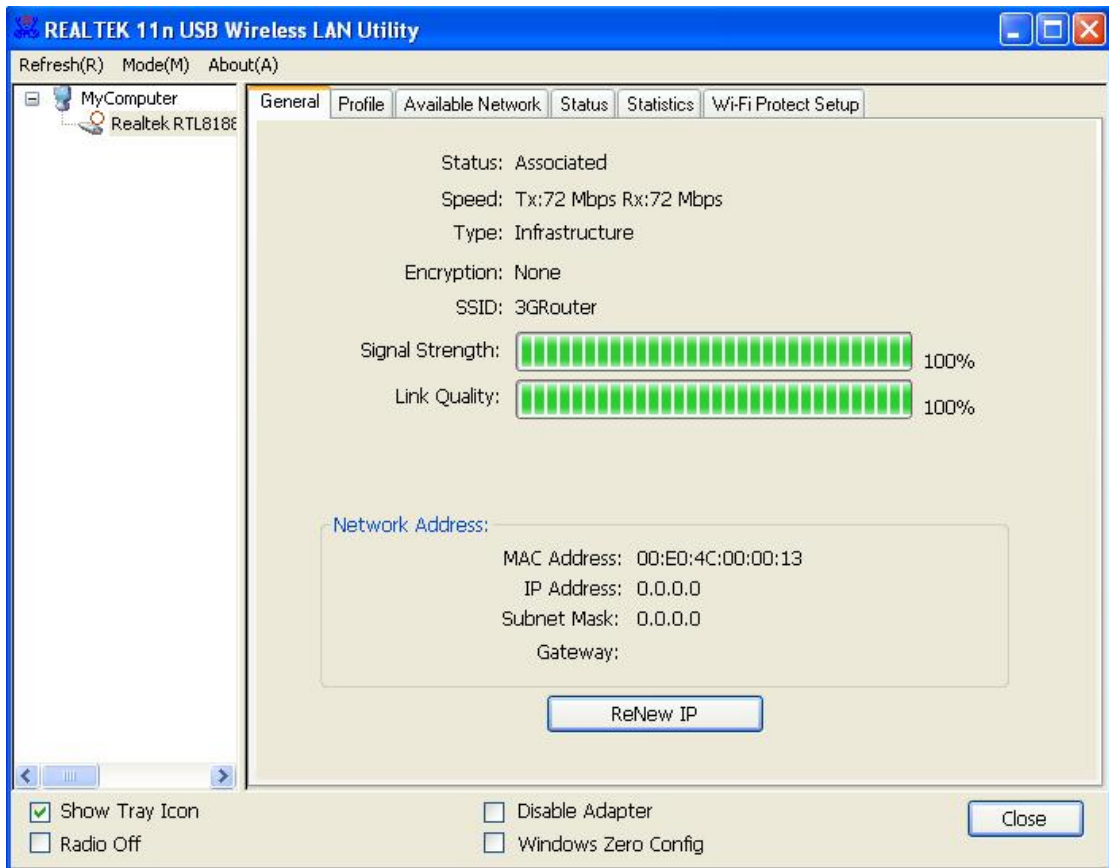 REALTEK 11n USB Wireless LAN Utility
Refresh(R) Mode(M) About(A)
MyComputer
Realtek RTL8188
General Profile Available Network Status Statistics Wi-Fi Protect Setup
Status: Associated
Speed: Tx:72 Mbps Rx:72 Mbps
Type: Infrastructure
Encryption: None
SSID: 3GRouter
Signal Strength: 100%
Link Quality: 100%
Network Address:
MAC Address: 00:E0:4C:00:00:13
IP Address: 0.0.0.0
Subnet Mask: 0.0.0.0
Gateway:
ReNew IP
Show Tray Icon
Radio Off
Disable Adapter
Windows Zero Config
Close